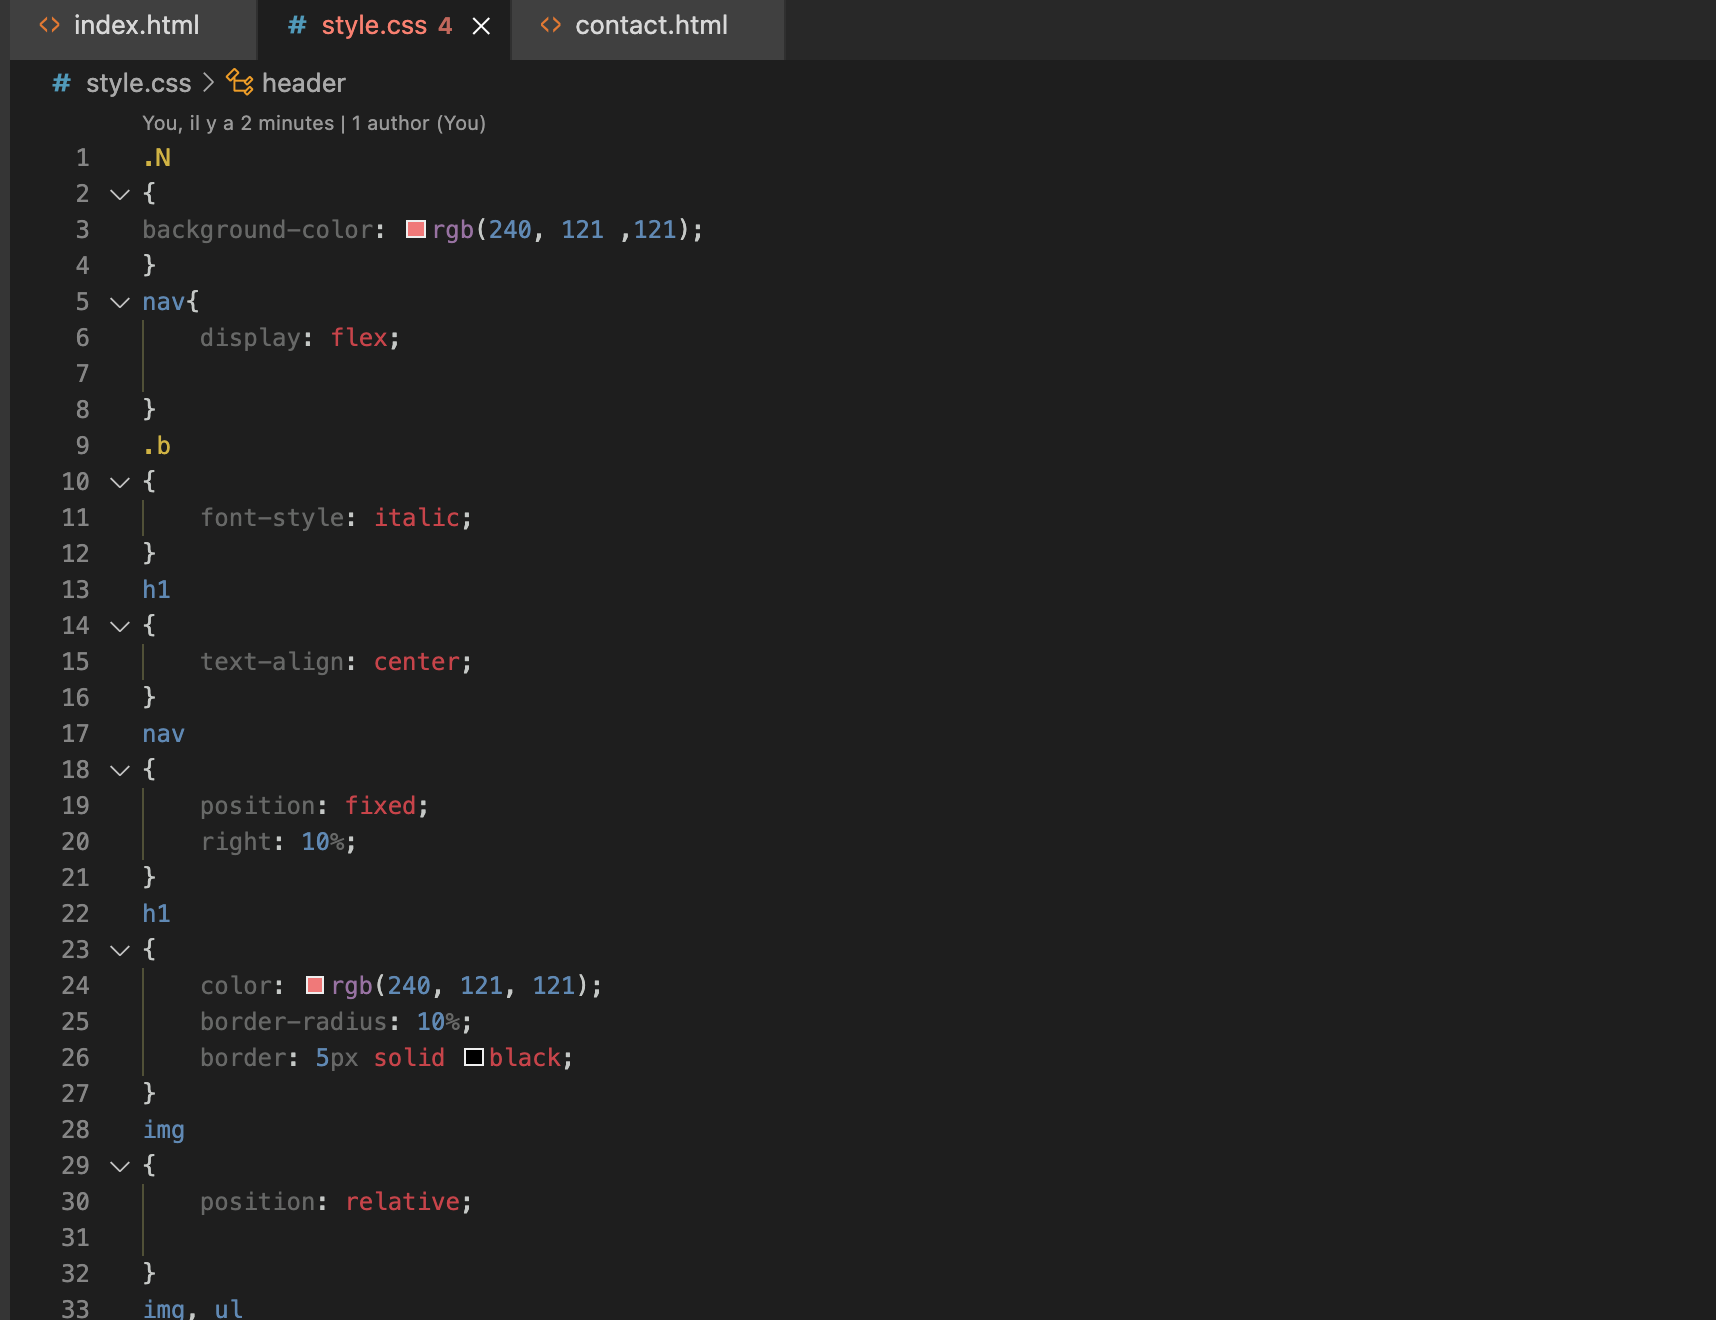 index.html
style.css 4
contact.html
# style.css > header
You, il y a 2 minutes | 1 author (You)
1 .N
2 {
3 background-color: rgb(240, 121 ,121);
4 }
5 nav{
6 display: flex;
7
8 }
9 .b
10 {
11 font-style: italic;
12 }
13 h1
14 {
15 text-align: center;
16 }
17 nav
18 {
19 position: fixed;
20 right: 10%;
21 }
22 h1
23 {
24 color: rgb(240, 121, 121);
25 border-radius: 10%;
26 border: 5px solid black;
27 }
28 img
29 {
30 position: relative;
31
32 }
33 img, ul